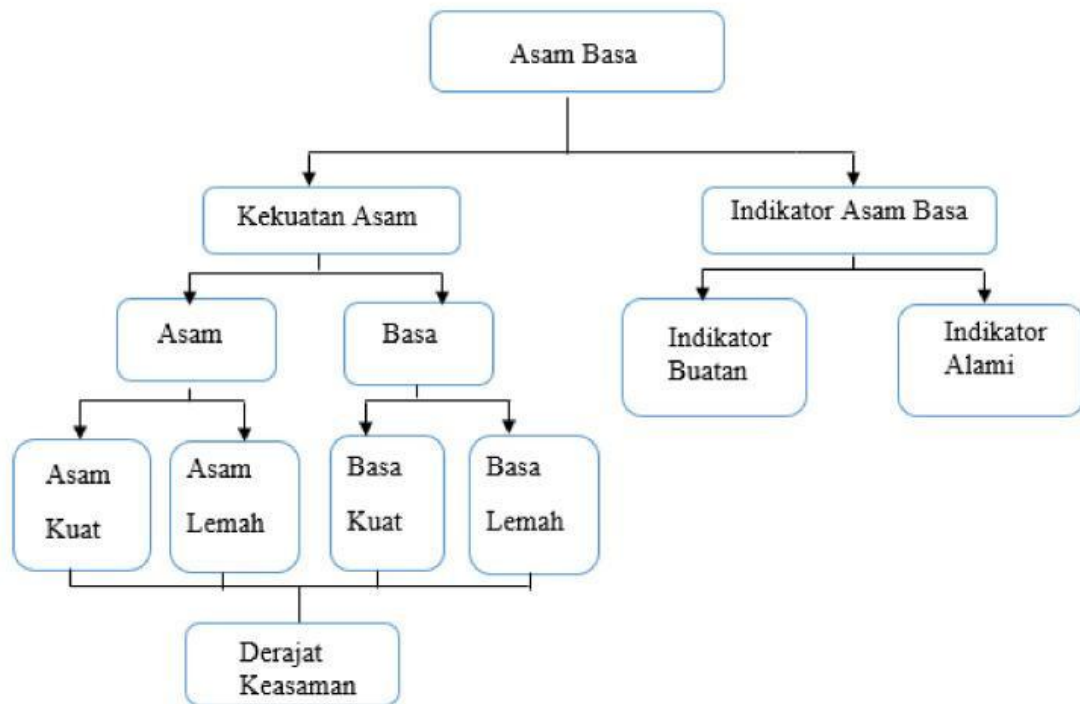 Asam Basa
Kekuatan Asam
Indikator Asam Basa
Asam
Basa
Indikator
Buatan
Indikator
Alami
Asam
Kuat
Asam
Lemah
Basa
Kuat
Basa
Lemah
Derajat
Keasaman